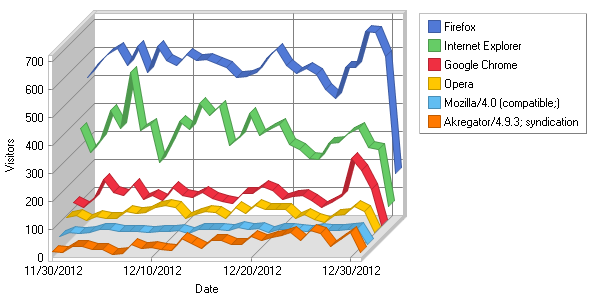 Visitors
700
600
500
400
300
200
100
0
11/30/2012
12/10/2012
12/20/2012
12/30/2012
Date
Firefox
Internet Explorer
Google Chrome
Opera
Mozilla/4.0 (compatible;)
Akregator/4.9.3; syndication